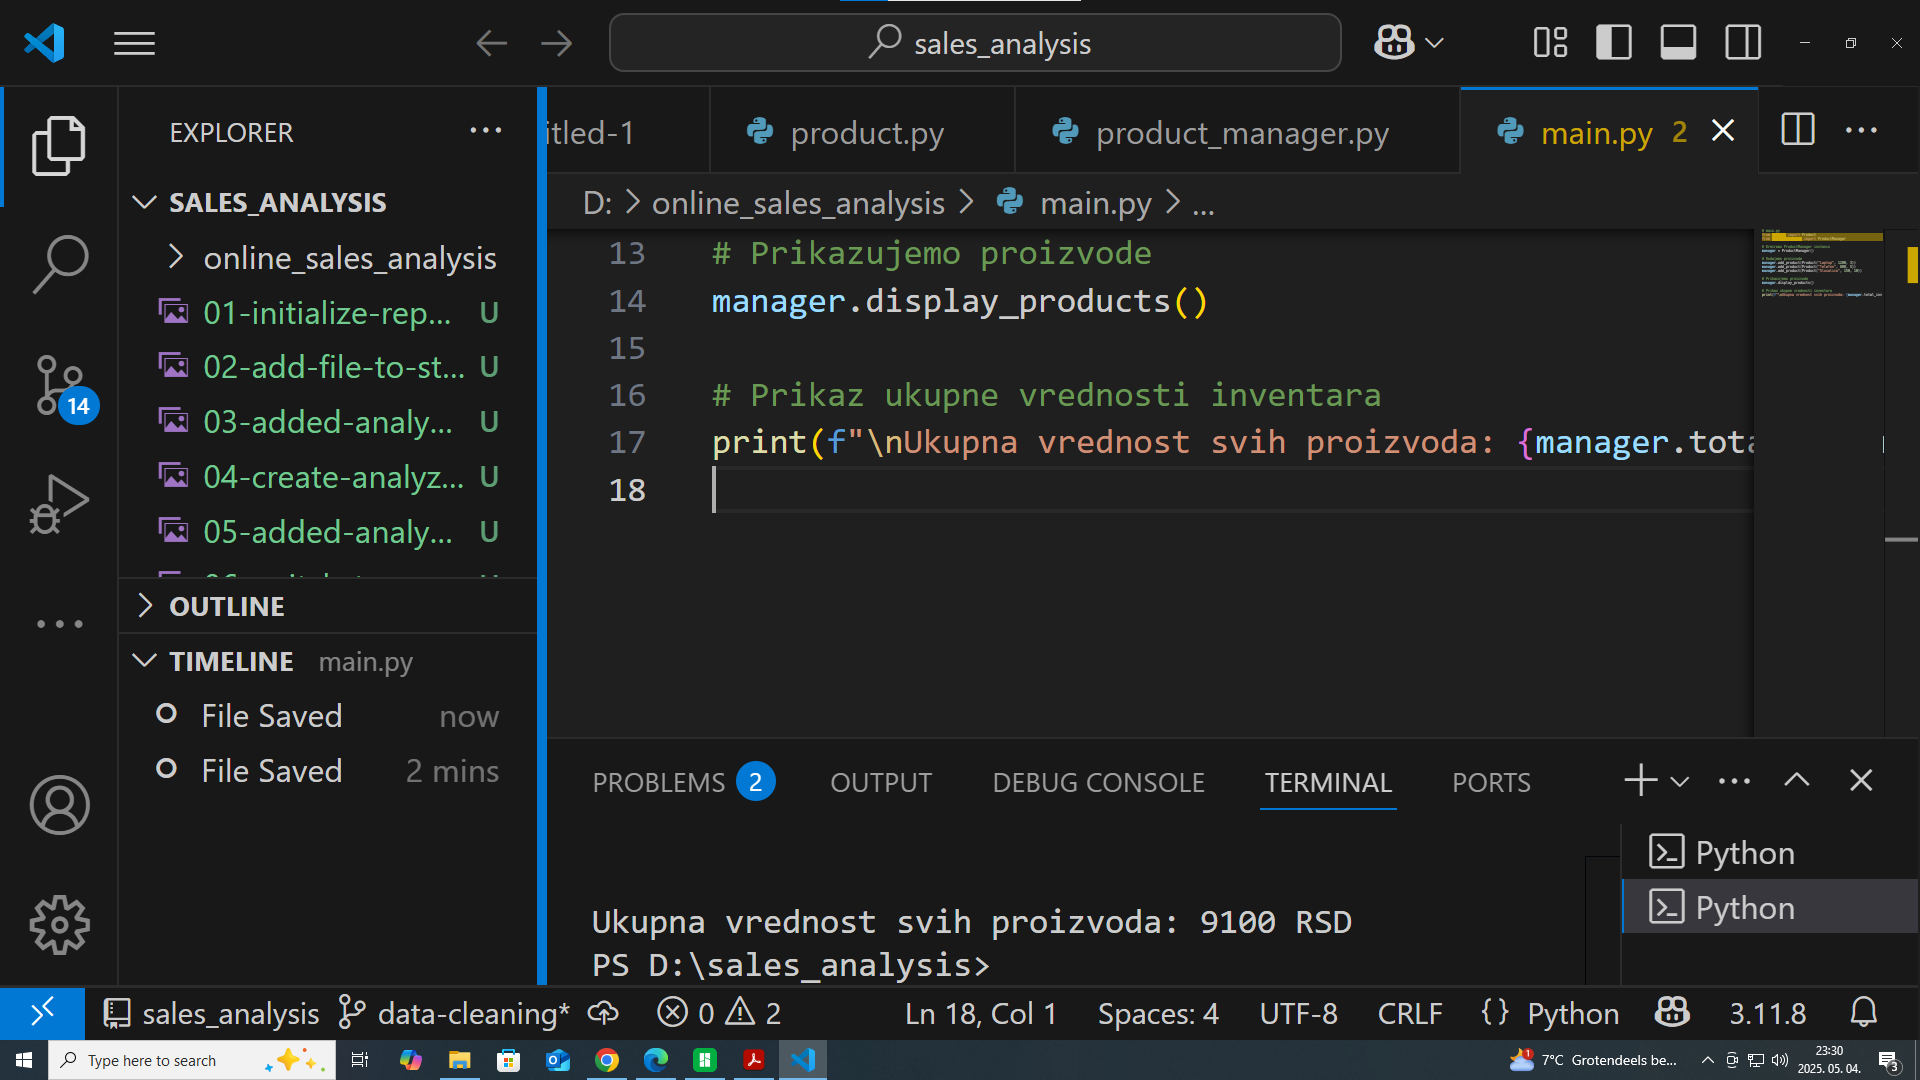 sales_analysis
EXPLORER
SALES_ANALYSIS
online_sales_analysis
01-initialize-rep... U
02-add-file-to-st... U
03-added-analy... U
04-create-analyz... U
05-added-analy... U
14
OUTLINE
TIMELINE main.py
File Saved now
File Saved 2 mins
itled-1
product.py
product_manager.py
main.py 2
D: > online_sales_analysis > main.py > ...
13 # Prikazujemo proizvode
14 manager.display_products()
15
16 # Prikaz ukupne vrednosti inventara
17 print(f"\nUkupna vrednost svih proizvoda: {manager.tota
18
PROBLEMS 2 OUTPUT DEBUG CONSOLE TERMINAL PORTS
Python
Python
Ukupna vrednost svih proizvoda: 9100 RSD
PS D:\sales_analysis>
sales_analysis data-cleaning* 0 2 Ln 18, Col 1 Spaces: 4 UTF-8 CRLF {} Python 3.11.8
Type here to search
1 7°C Grotendeels be...
23:30
2025. 05. 04.
3